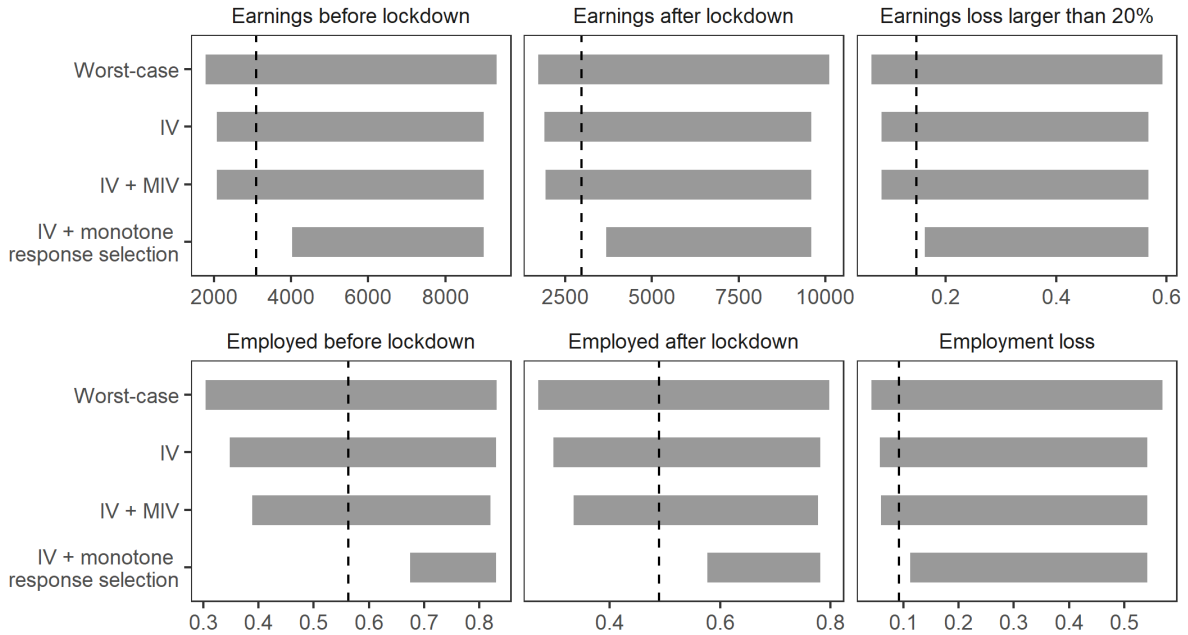 Earnings before lockdown
Earnings after lockdown
Earnings loss larger than 20%
Worst-case
IV
IV + MIV
IV + monotone
response selection
2000 4000 6000 8000
2500 5000 7500 10000
0.2 0.4 0.6
Employed before lockdown
Employed after lockdown
Employment loss
Worst-case
IV
IV + MIV
IV + monotone
response selection
0.3 0.4 0.5 0.6 0.7 0.8
0.4 0.6 0.8
0.1 0.2 0.3 0.4 0.5